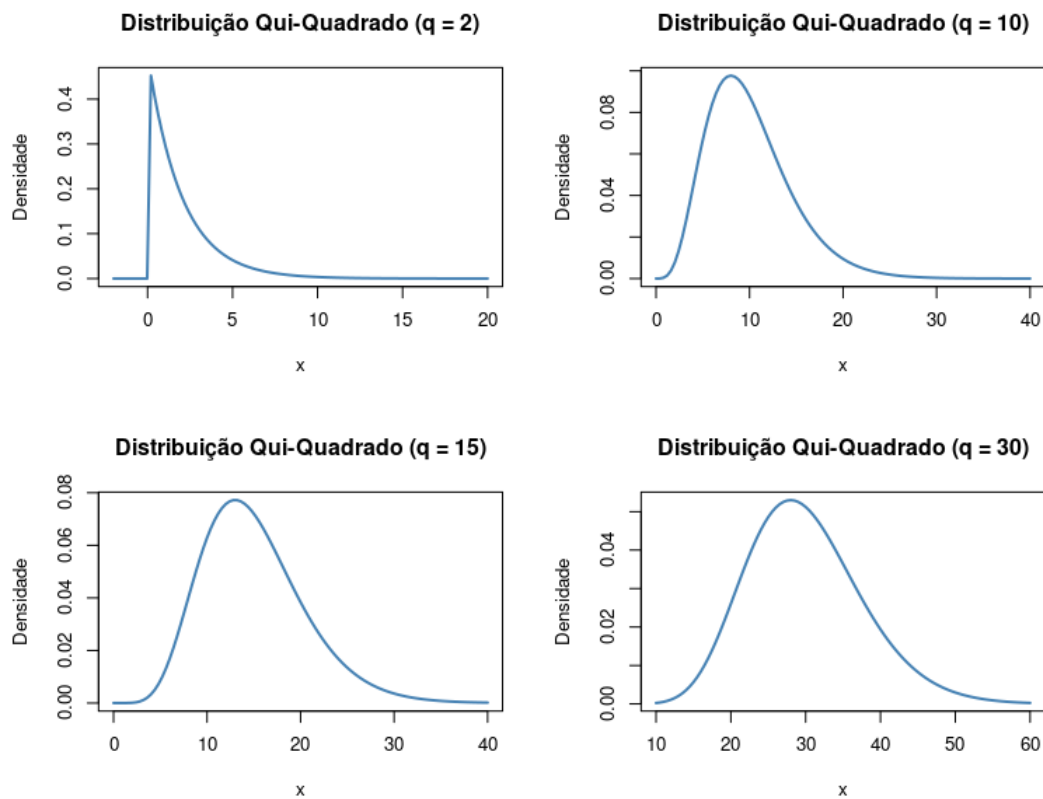 Distribuição Qui-Quadrado (q = 2)
Densidade
0.0 0.1 0.2 0.3 0.4
0 5 10 15 20
x
Distribuição Qui-Quadrado (q = 10)
Densidade
0.00 0.04 0.08
0 10 20 30 40
x
Distribuição Qui-Quadrado (q = 15)
Densidade
0.00 0.02 0.04 0.06 0.08
0 10 20 30 40
x
Distribuição Qui-Quadrado (q = 30)
Densidade
0.00 0.02 0.04
10 20 30 40 50 60
x